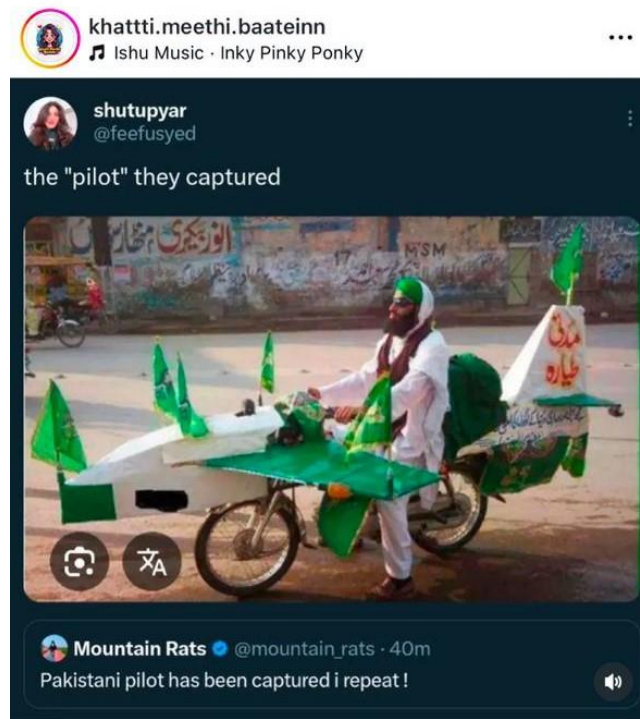 khattti.meethi.baateinn
Ishu Music · Inky Pinky Ponky
shutupyar
@feefusyed
the "pilot" they captured
MSM
مدنی
طیارہ
Mountain Rats @mountain_rats · 40m
Pakistani pilot has been captured i repeat !